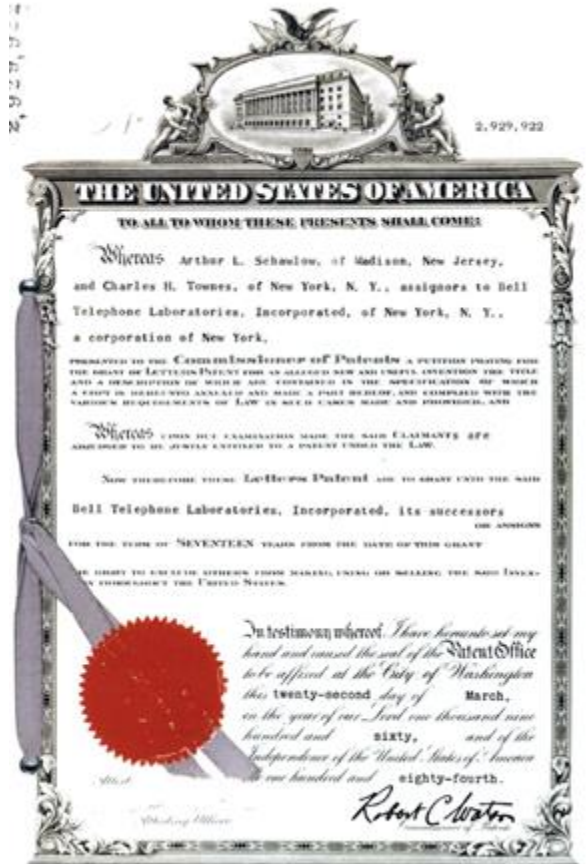 2,929,922
No
2,929,922
THE UNITED STATES OF AMERICA
TO ALL TO WHOM THESE PRESENTS SHALL COME:
Whereas Arthur L. Schawlow, of Madison, New Jersey,
and Charles H. Townes, of New York, N. Y., assignors to Bell
Telephone Laboratories, Incorporated, of New York, N. Y.,
a corporation of New York,
PRESENTED TO THE Commissioner of Patents A PETITION PRAYING FOR
THE GRANT OF LETTERS PATENT FOR AN ALLEGED NEW AND USEFUL INVENTION THE TITLE
AND A DESCRIPTION OF WHICH ARE CONTAINED IN THE SPECIFICATION OF WHICH
A COPY IS HEREUNTO ANNEXED AND MADE A PART HEREOF, AND COMPLIED WITH THE
VARIOUS REQUIREMENTS OF LAW IN SUCH CASES MADE AND PROVIDED, AND
Whereas UPON DUE EXAMINATION MADE THE SAID CLAIMANTS are
ADJUDGED TO BE JUSTLY ENTITLED TO A PATENT UNDER THE LAW.
NOW THEREFORE THESE Letters Patent ARE TO GRANT UNTO THE SAID
Bell Telephone Laboratories, Incorporated, its successors
OR ASSIGNS
FOR THE TERM OF SEVENTEEN YEARS FROM THE DATE OF THIS GRANT
RIGHT TO EXCLUDE OTHERS FROM MAKING, USING OR SELLING THE SAID INVEN-
THROUGHOUT THE UNITED STATES.
In testimony whereof, I have hereunto set my
hand and caused the seal of the Patent Office
to be affixed at the City of Washington
this twenty-second day of March,
in the year of our Lord one thousand nine
hundred and sixty, and of the
Independence of the United States of America
one hundred and eighty-fourth.
Attest
Attesting Officer
Robert C Watson
Commissioner of Patents